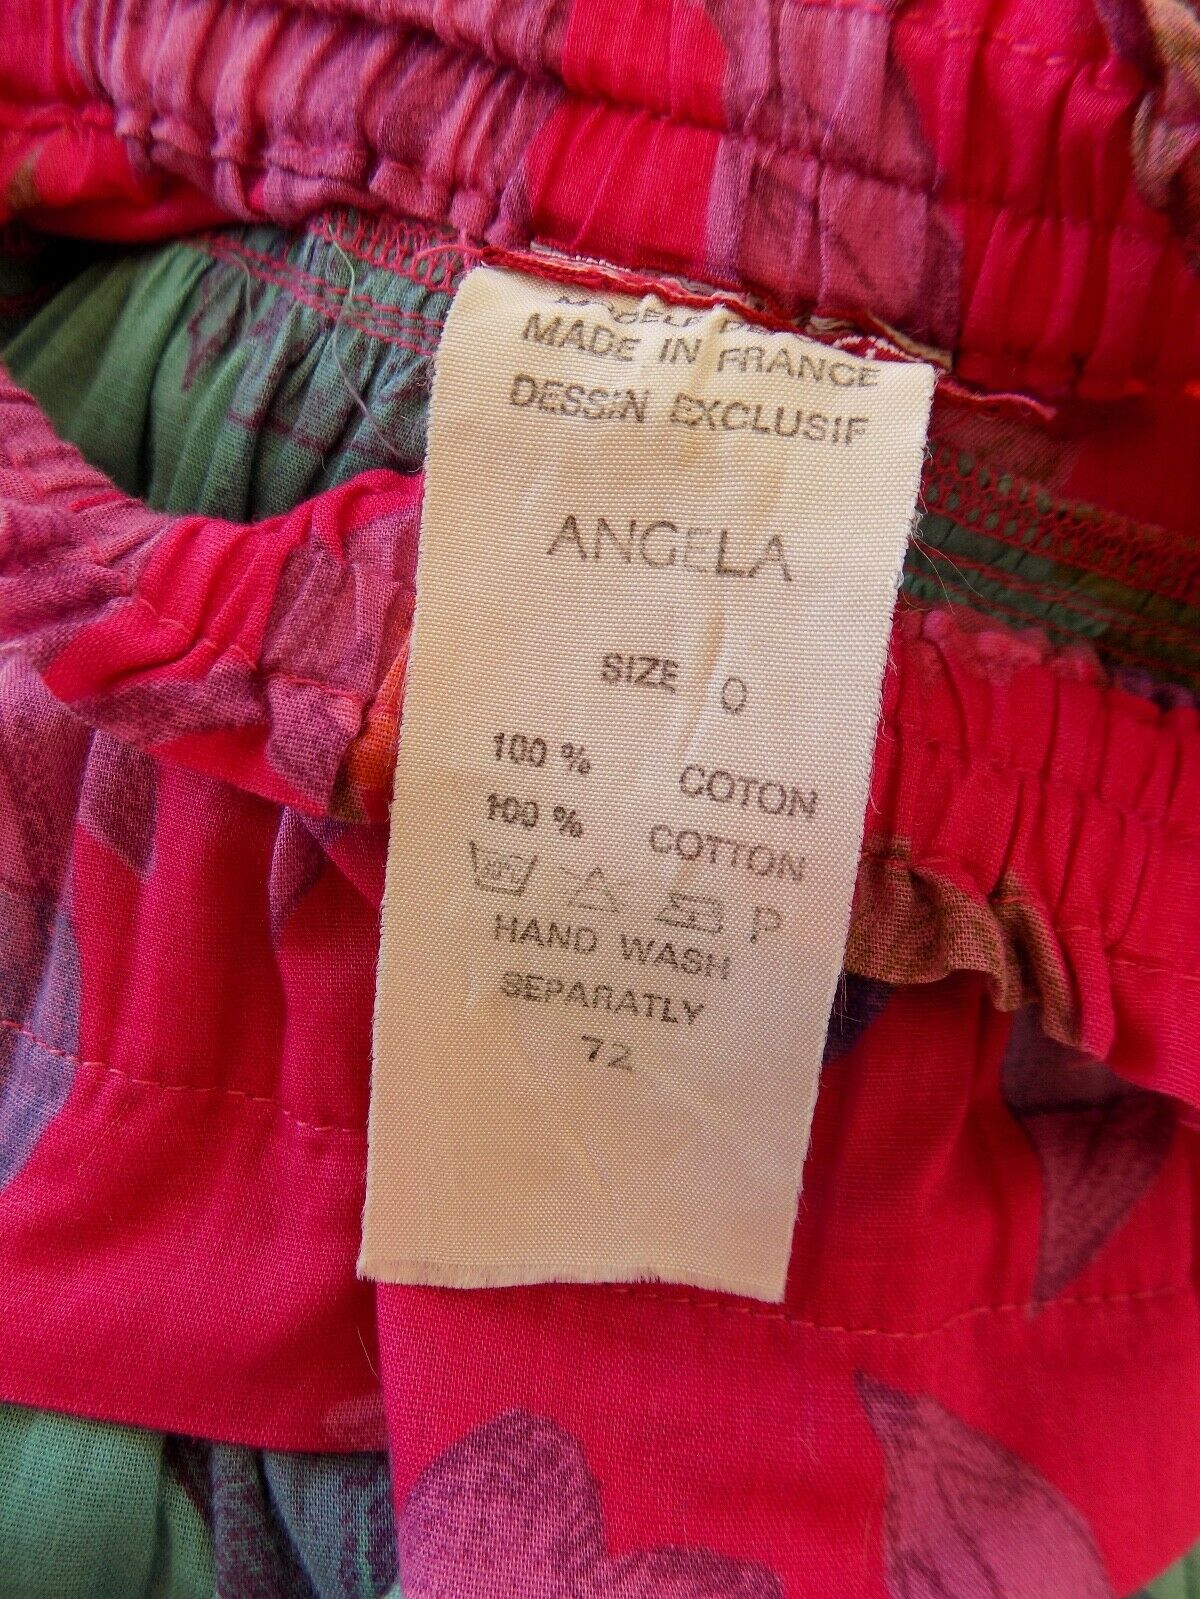 MADE IN FRANCE
DESSIN EXCLUSIF
ANGELA
SIZE 0
100 % COTON
100 % COTTON
P
HAND WASH
SEPARATLY
72